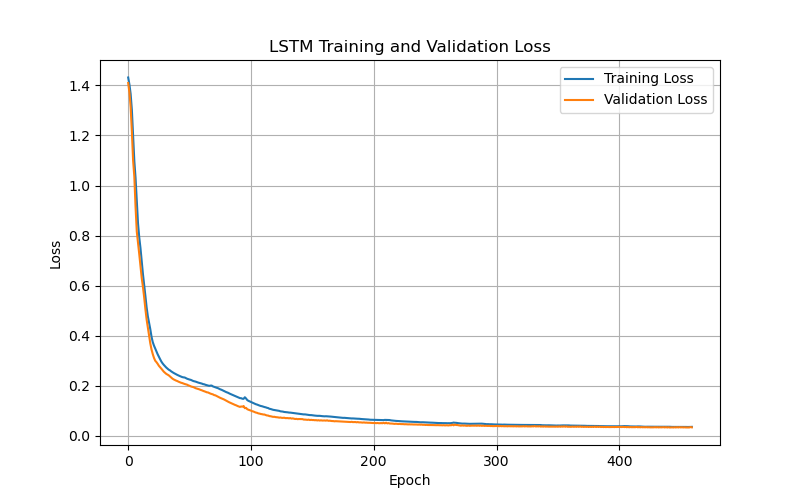 LSTM Training and Validation Loss
Training Loss
Validation Loss
1.4
1.2
1.0
0.8
0.6
0.4
0.2
0.0
Loss
0
100
200
300
400
Epoch